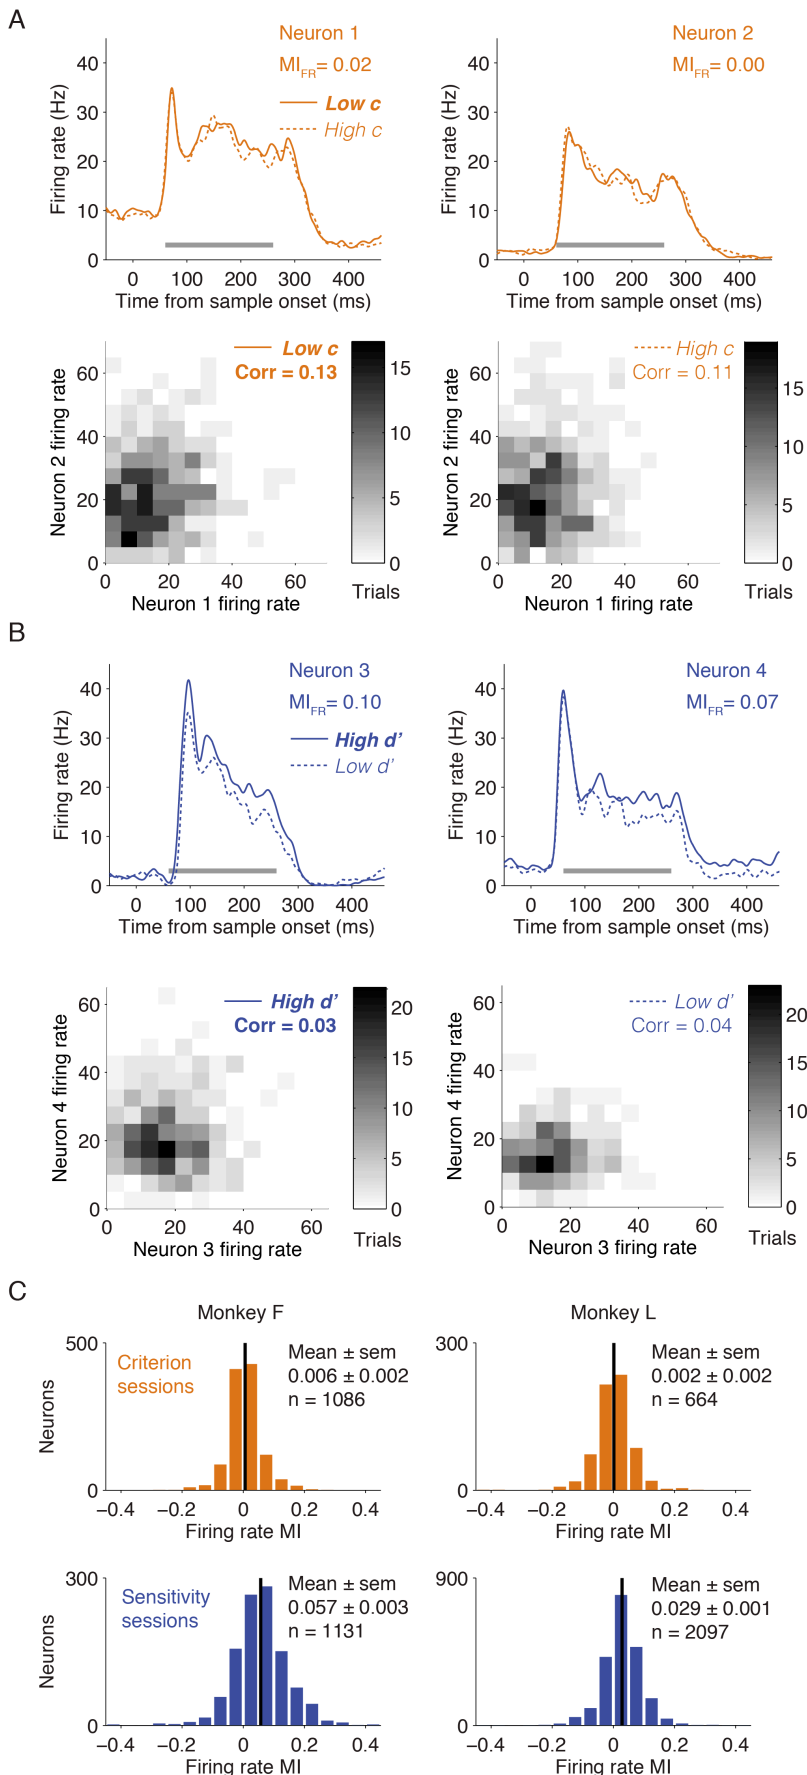 A
Neuron 1
MI_FR = 0.02
Low c
High c
Firing rate (Hz)
40
30
20
10
0
0 100 200 300 400
Time from sample onset (ms)
Neuron 2
MI_FR = 0.00
Firing rate (Hz)
40
30
20
10
0
0 100 200 300 400
Time from sample onset (ms)
Low c
Corr = 0.13
Neuron 2 firing rate
60
40
20
0
0 20 40 60
Neuron 1 firing rate
15
10
5
0
Trials
High c
Corr = 0.11
Neuron 2 firing rate
60
40
20
0
0 20 40 60
Neuron 1 firing rate
15
10
5
0
Trials
B
Neuron 3
MI_FR = 0.10
High d’
Low d’
Firing rate (Hz)
40
30
20
10
0
0 100 200 300 400
Time from sample onset (ms)
Neuron 4
MI_FR = 0.07
Firing rate (Hz)
40
30
20
10
0
0 100 200 300 400
Time from sample onset (ms)
High d’
Corr = 0.03
Neuron 4 firing rate
60
40
20
0
0 20 40 60
Neuron 3 firing rate
20
15
10
5
0
Trials
Low d’
Corr = 0.04
Neuron 4 firing rate
60
40
20
0
0 20 40 60
Neuron 3 firing rate
20
15
10
5
0
Trials
C
Monkey F
Monkey L
Criterion
sessions
Mean ± sem
0.006 ± 0.002
n = 1086
Neurons
500
0
−0.4 −0.2 0 0.2 0.4
Firing rate MI
Mean ± sem
0.002 ± 0.002
n = 664
300
0
−0.4 −0.2 0 0.2 0.4
Firing rate MI
Sensitivity
sessions
Mean ± sem
0.057 ± 0.003
n = 1131
Neurons
300
0
−0.4 −0.2 0 0.2 0.4
Firing rate MI
Mean ± sem
0.029 ± 0.001
n = 2097
900
0
−0.4 −0.2 0 0.2 0.4
Firing rate MI